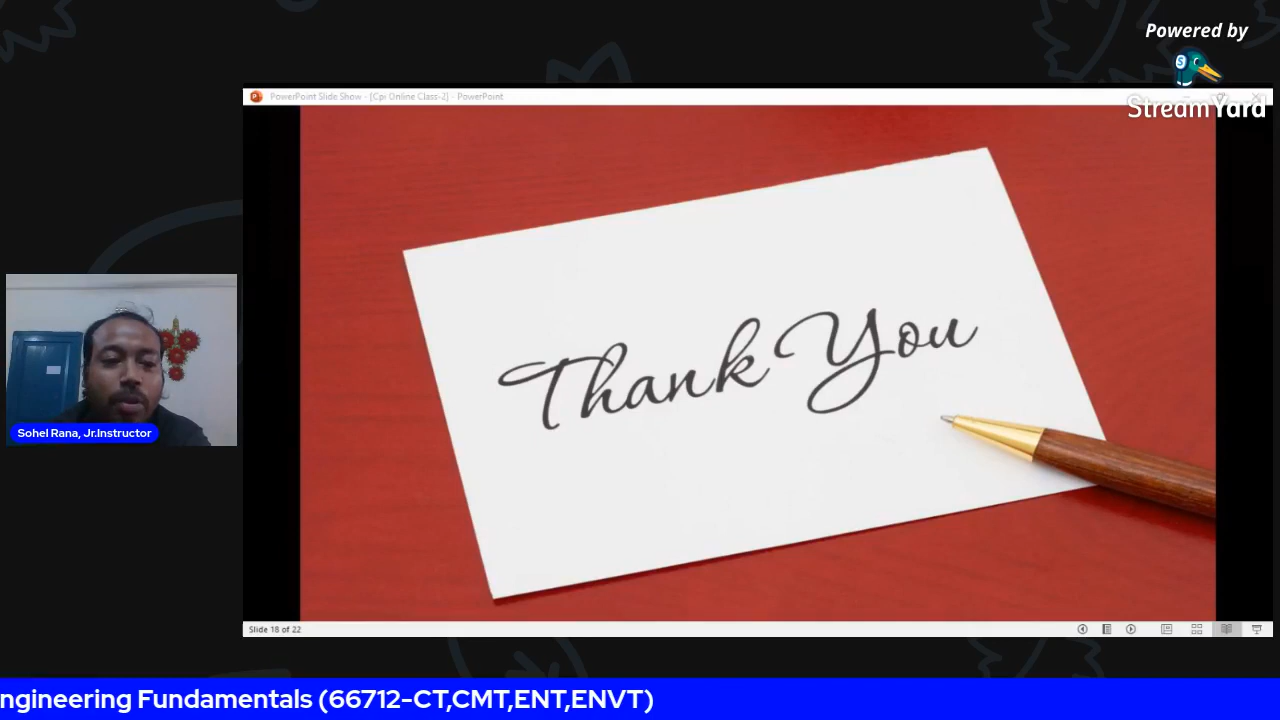 Powered by
StreamYard
PowerPoint Slide Show - [Cpi Online Class-2] - PowerPoint
Thank You
Sohel Rana, Jr.Instructor
Slide 18 of 22
ngineering Fundamentals (66712-CT,CMT,ENT,ENVT)